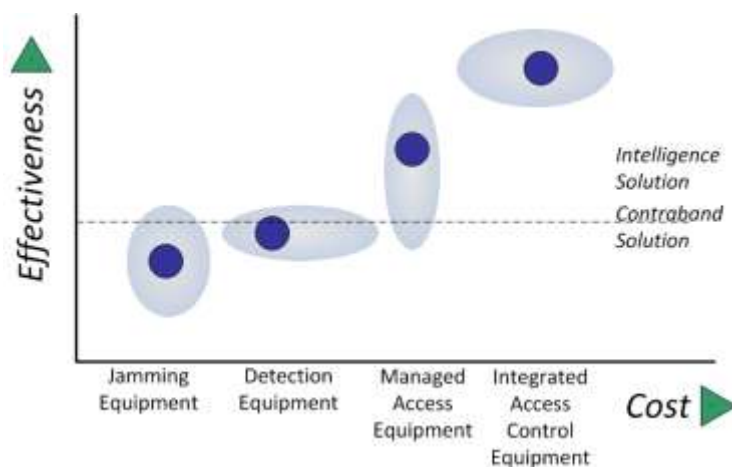 Effectiveness
Intelligence
Solution
Contraband
Solution
Jamming
Equipment
Detection
Equipment
Managed
Access
Equipment
Integrated
Access
Control
Equipment
Cost